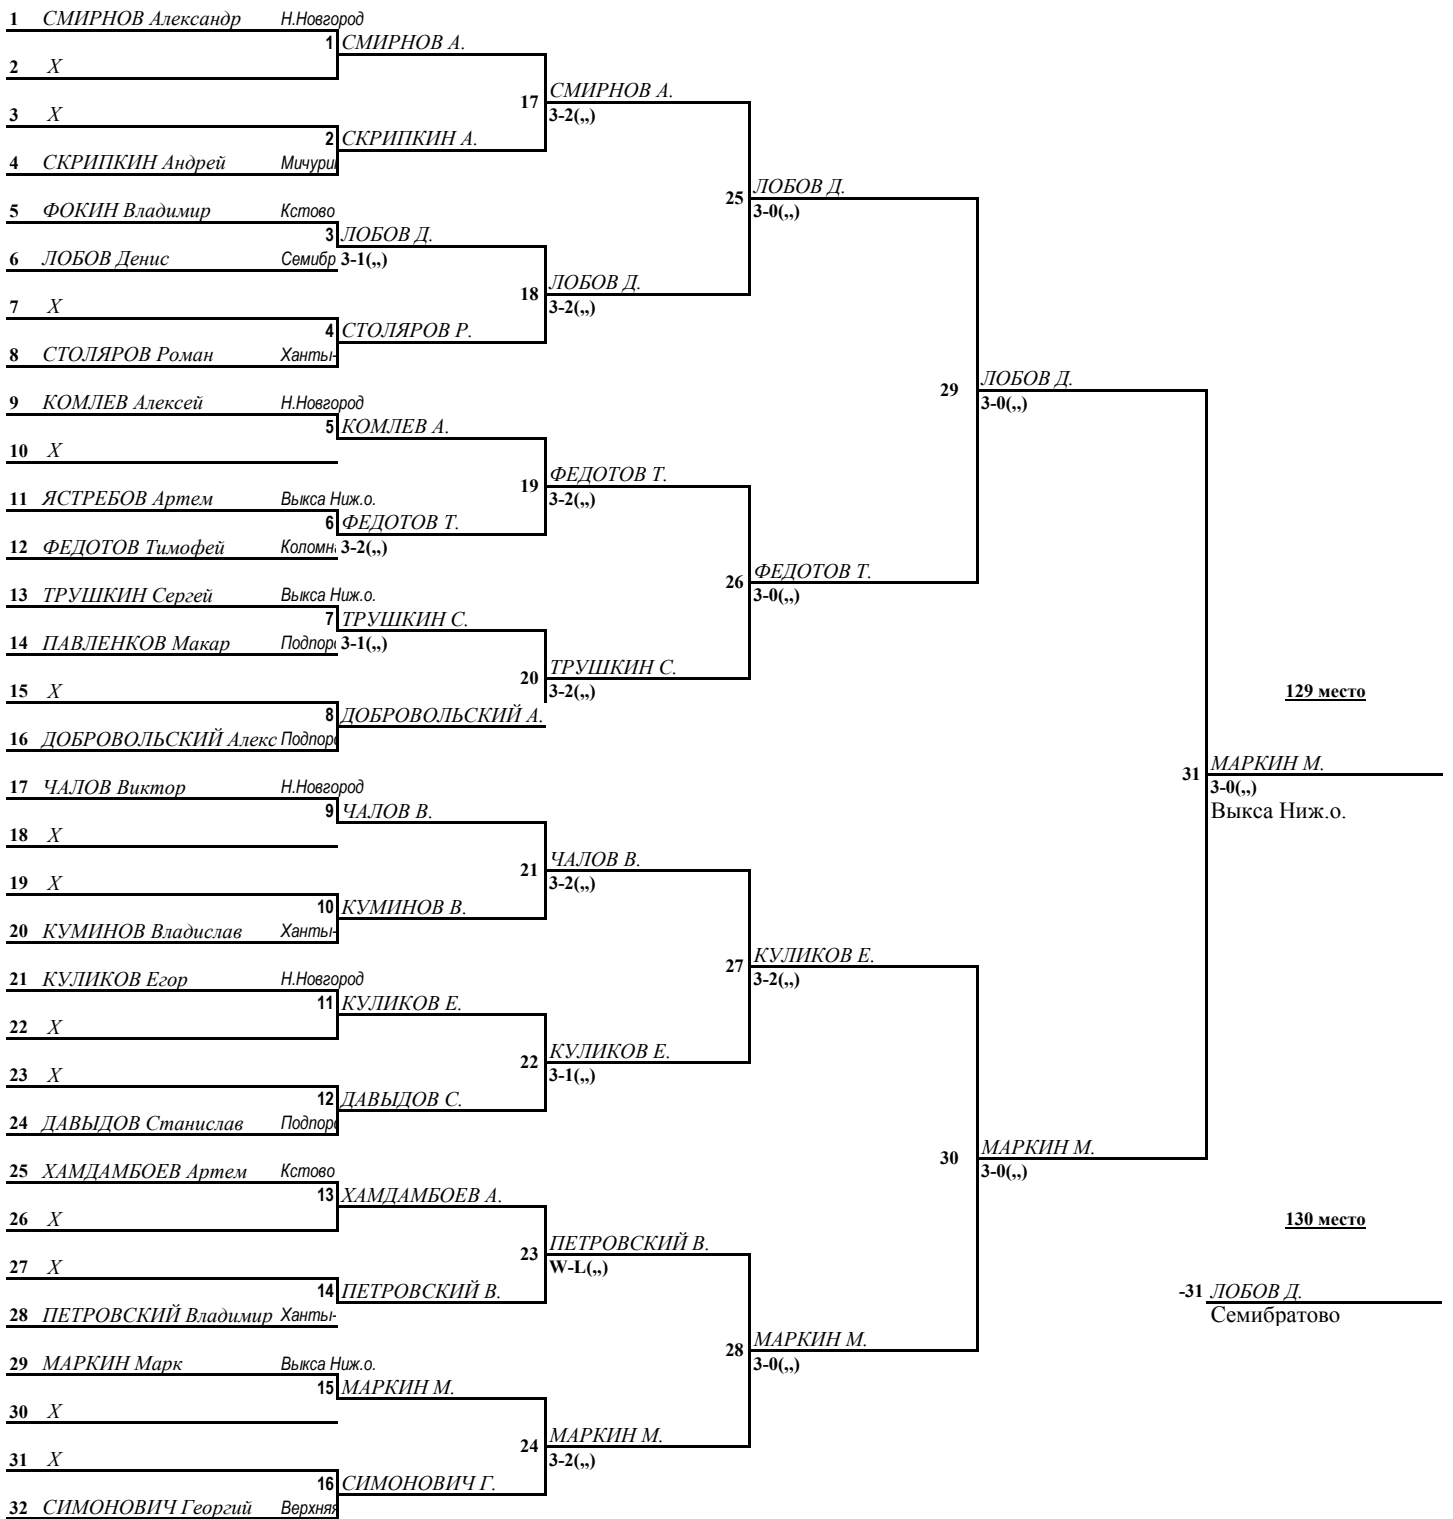 1 СМИРНОВ Александр Н.Новгород
1 СМИРНОВ А.
2 X
17 СМИРНОВ А.
3-2(,,)
3 X
2 СКРИПКИН А.
4 СКРИПКИН Андрей Мичури
25 ЛОБОВ Д.
3-0(,,)
5 ФОКИН Владимир Кстово
3 ЛОБОВ Д.
6 ЛОБОВ Денис Семибр 3-1(,,)
18 ЛОБОВ Д.
3-2(,,)
7 X
4 СТОЛЯРОВ Р.
8 СТОЛЯРОВ Роман Ханты-
29 ЛОБОВ Д.
3-0(,,)
9 КОМЛЕВ Алексей Н.Новгород
5 КОМЛЕВ А.
10 X
19 ФЕДОТОВ Т.
3-2(,,)
11 ЯСТРЕБОВ Артем Выкса Ниж.о.
6 ФЕДОТОВ Т.
12 ФЕДОТОВ Тимофей Коломн 3-2(,,)
26 ФЕДОТОВ Т.
3-0(,,)
13 ТРУШКИН Сергей Выкса Ниж.о.
7 ТРУШКИН С.
14 ПАВЛЕНКОВ Макар Подпор 3-1(,,)
20 ТРУШКИН С.
3-2(,,)
15 X
129 место
8 ДОБРОВОЛЬСКИЙ А.
16 ДОБРОВОЛЬСКИЙ Алекс Подпор
31 МАРКИН М.
3-0(,,)
Выкса Ниж.о.
17 ЧАЛОВ Виктор Н.Новгород
9 ЧАЛОВ В.
18 X
21 ЧАЛОВ В.
3-2(,,)
19 X
10 КУМИНОВ В.
20 КУМИНОВ Владислав Ханты-
27 КУЛИКОВ Е.
3-2(,,)
21 КУЛИКОВ Егор Н.Новгород
11 КУЛИКОВ Е.
22 X
22 КУЛИКОВ Е.
3-1(,,)
23 X
12 ДАВЫДОВ С.
24 ДАВЫДОВ Станислав Подпор
30 МАРКИН М.
3-0(,,)
25 ХАМДАМБОЕВ Артем Кстово
13 ХАМДАМБОЕВ А.
26 X
130 место
23 ПЕТРОВСКИЙ В.
W-L(,,)
27 X
14 ПЕТРОВСКИЙ В.
28 ПЕТРОВСКИЙ Владимир Ханты-
-31 ЛОБОВ Д.
Семибратово
28 МАРКИН М.
3-0(,,)
29 МАРКИН Марк Выкса Ниж.о.
15 МАРКИН М.
30 X
24 МАРКИН М.
3-2(,,)
31 X
16 СИМОНОВИЧ Г.
32 СИМОНОВИЧ Георгий Верхняя